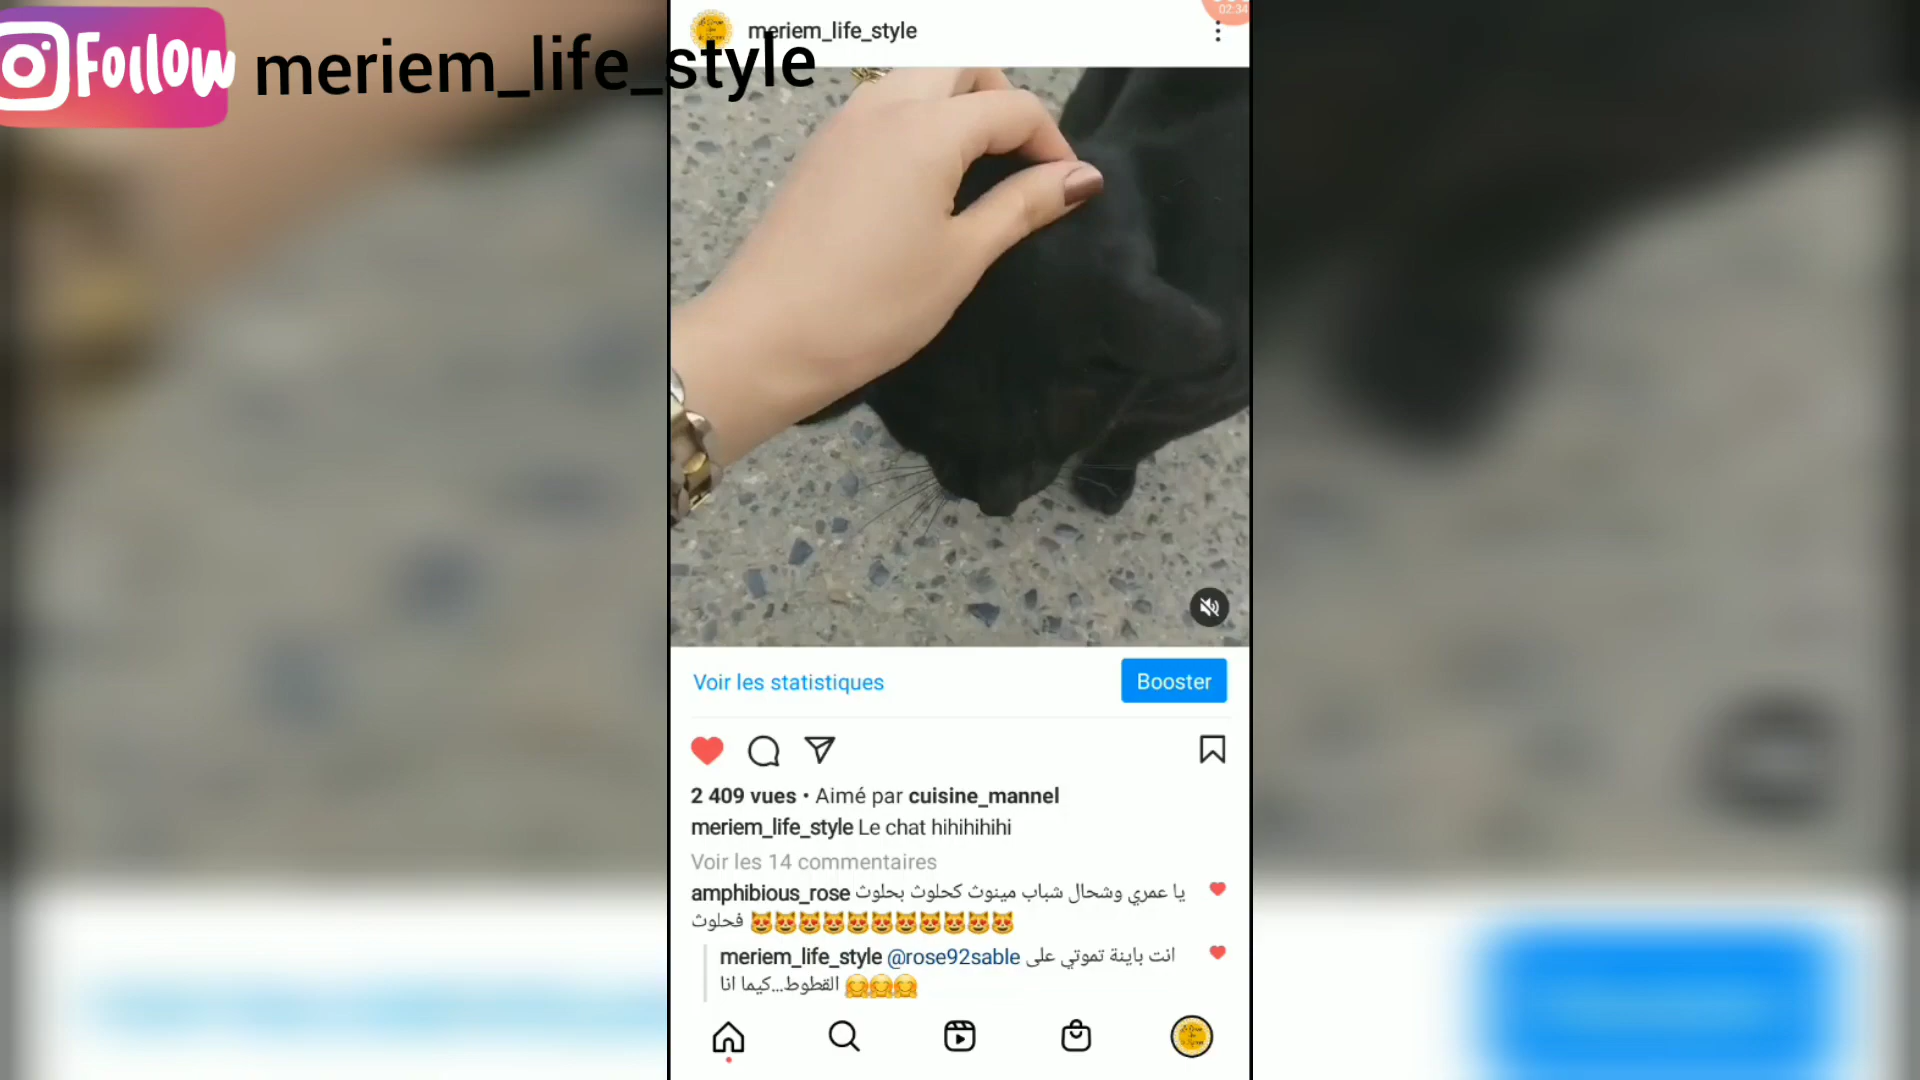 02:34
meriem_life_style
Follow meriem_life_style
Voir les statistiques
Booster
2 409 vues • Aimé par cuisine_mannel
meriem_life_style Le chat hihihihihi
Voir les 14 commentaires
amphibious_rose يا عمري وشحال شباب مينوث كحلوث بحلوث
فحلوث 😻😻😻😻😻😻😻😻😻😻😻
meriem_life_style @rose92sable انت باينة تموتي على
القطوط...كيما انا 🤗🤗🤗